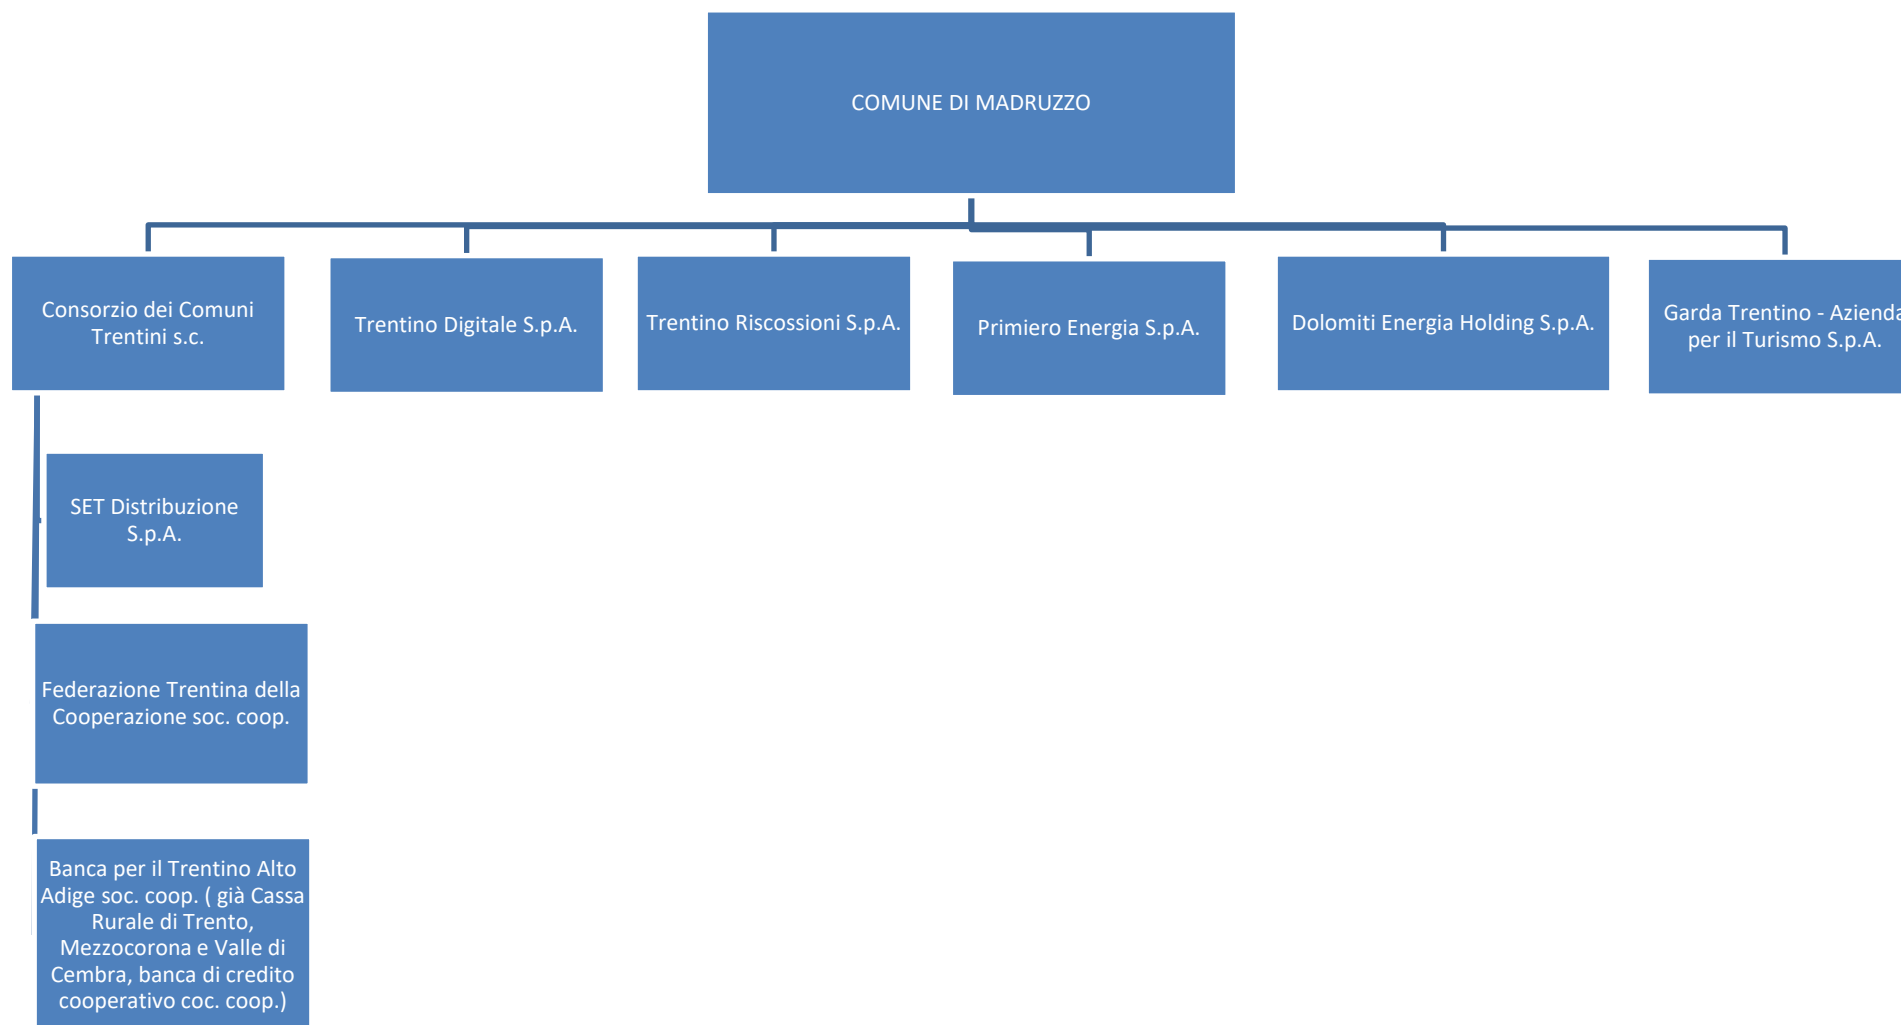 COMUNE DI MADRUZZO
Consorzio dei Comuni
Trentini s.c.
Trentino Digitale S.p.A.
Trentino Riscossioni S.p.A.
Primiero Energia S.p.A.
Dolomiti Energia Holding S.p.A.
Garda Trentino - Azienda
per il Turismo S.p.A.
SET Distribuzione
S.p.A.
Federazione Trentina della
Cooperazione soc. coop.
Banca per il Trentino Alto
Adige soc. coop. ( già Cassa
Rurale di Trento,
Mezzocorona e Valle di
Cembra, banca di credito
cooperativo coc. coop.)